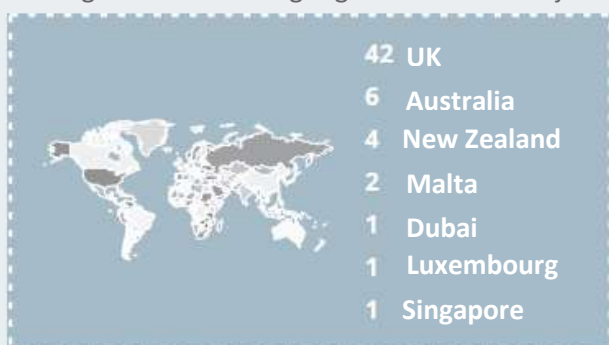 42 UK
6 Australia
4 New Zealand
2 Malta
1 Dubai
1 Luxembourg
1 Singapore